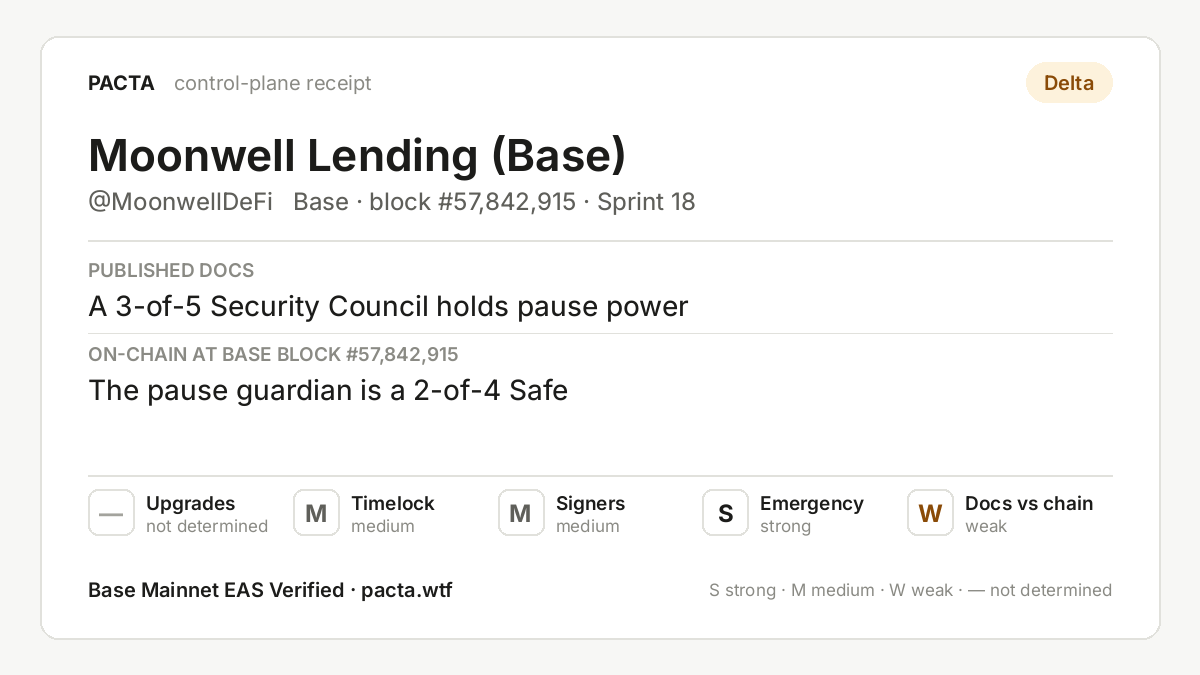 PACTA control-plane receipt Delta
Moonwell Lending (Base)
@MoonwellDeFi Base · block #57,842,915 · Sprint 18
PUBLISHED DOCS
A 3-of-5 Security Council holds pause power
ON-CHAIN AT BASE BLOCK #57,842,915
The pause guardian is a 2-of-4 Safe
— Upgrades not determined
M Timelock medium
M Signers medium
S Emergency strong
W Docs vs chain weak
Base Mainnet EAS Verified · pacta.wtf
S strong · M medium · W weak · — not determined